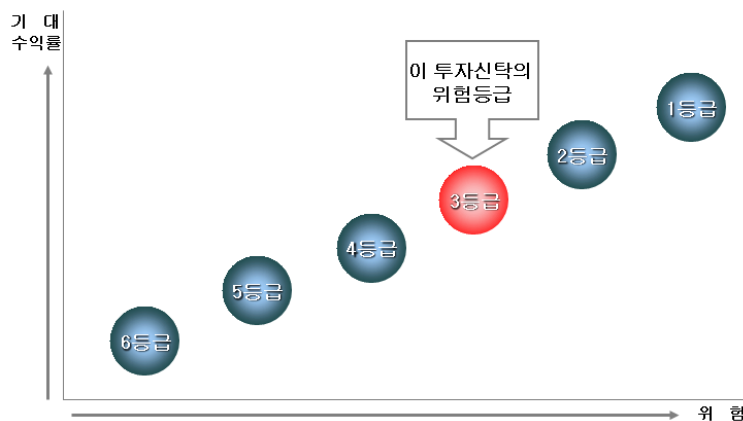 기 대
수익률
이 투자신탁의
위험등급
1등급
2등급
3등급
4등급
5등급
6등급
위 험